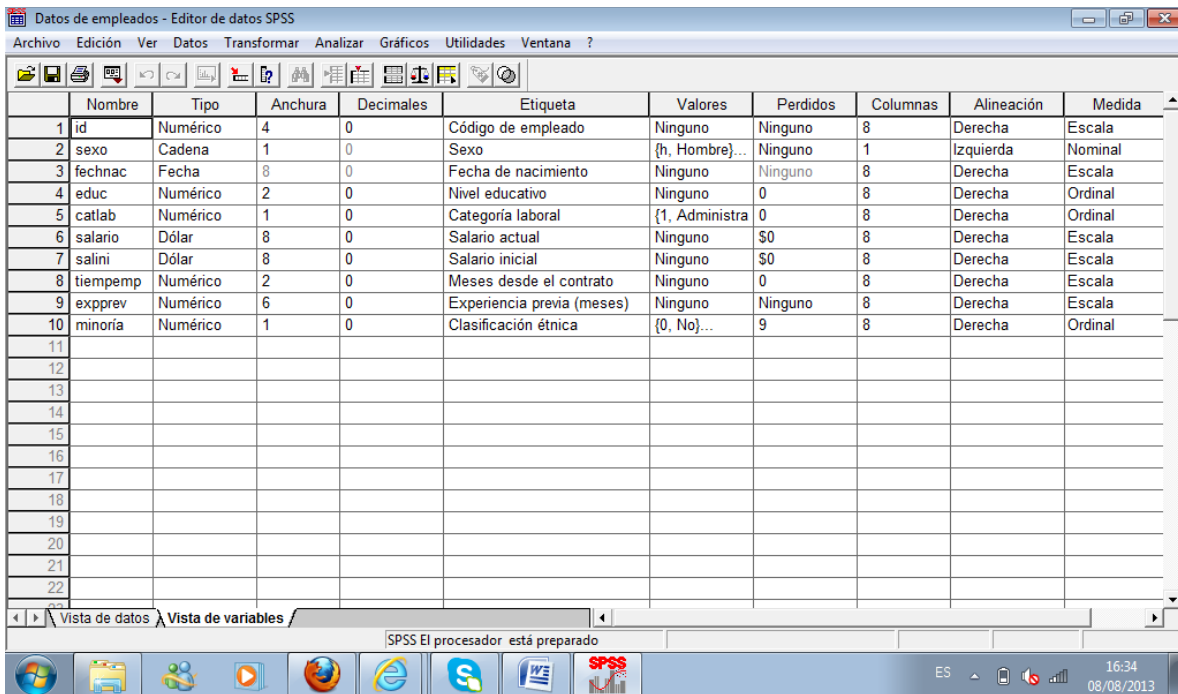 Datos de empleados - Editor de datos SPSS
Archivo Edición Ver Datos Transformar Analizar Gráficos Utilidades Ventana ?
Nombre Tipo Anchura Decimales Etiqueta Valores Perdidos Columnas Alineación Medida
1 id Numérico 4 0 Código de empleado Ninguno Ninguno 8 Derecha Escala
2 sexo Cadena 1 0 Sexo {h, Hombre}... Ninguno 1 Izquierda Nominal
3 fechnac Fecha 8 0 Fecha de nacimiento Ninguno Ninguno 8 Derecha Escala
4 educ Numérico 2 0 Nivel educativo Ninguno 0 8 Derecha Ordinal
5 catlab Numérico 1 0 Categoría laboral {1, Administra 0 8 Derecha Ordinal
6 salario Dólar 8 0 Salario actual Ninguno $0 8 Derecha Escala
7 salini Dólar 8 0 Salario inicial Ninguno $0 8 Derecha Escala
8 tiempemp Numérico 2 0 Meses desde el contrato Ninguno 0 8 Derecha Escala
9 expprev Numérico 6 0 Experiencia previa (meses) Ninguno Ninguno 8 Derecha Escala
10 minoría Numérico 1 0 Clasificación étnica {0, No}... 9 8 Derecha Ordinal
11
12
13
14
15
16
17
18
19
20
21
22
Vista de datos Vista de variables
SPSS El procesador está preparado
SPSS
ES 16:34
08/08/2013